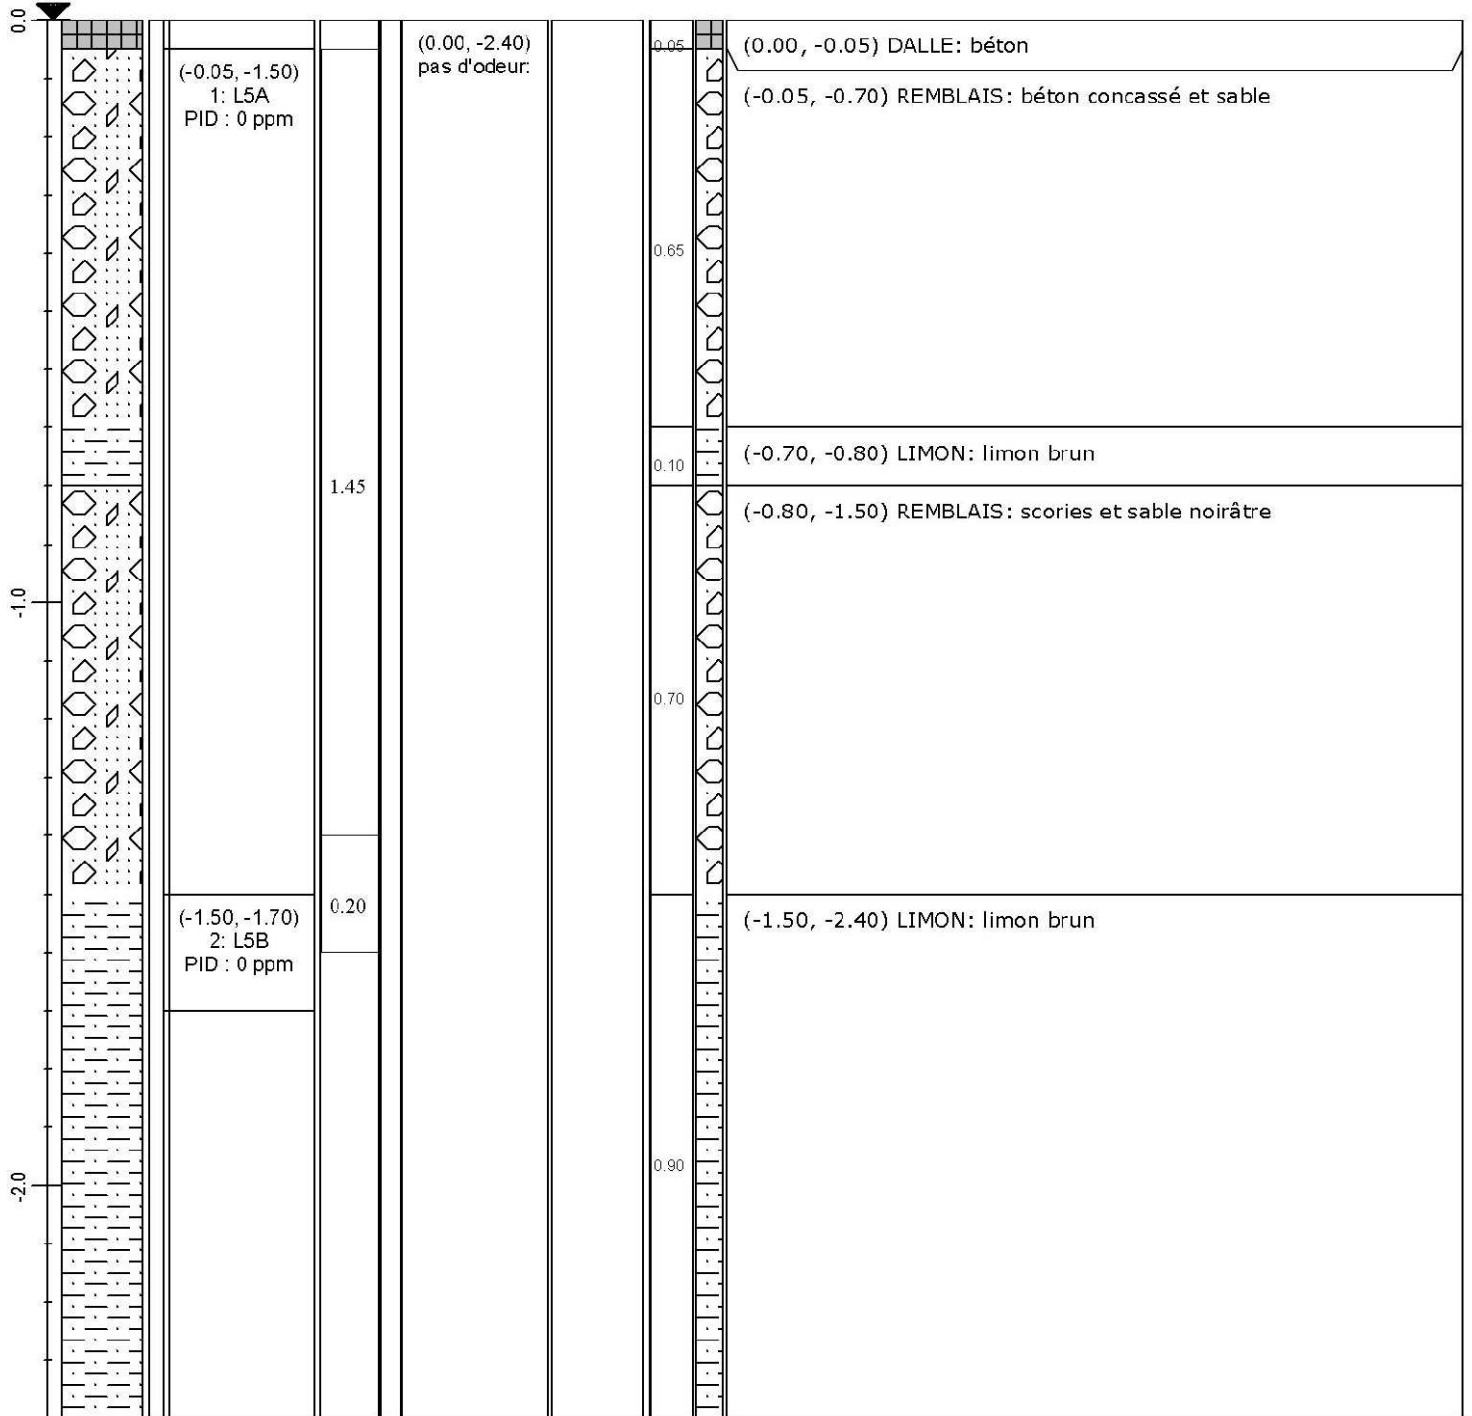 0.0
-1.0
-2.0
(-0.05, -1.50)
1: L5A
PID : 0 ppm
(-1.50, -1.70)
2: L5B
PID : 0 ppm
1.45
0.20
(0.00, -2.40)
pas d'odeur:
0.05
0.65
0.10
0.70
0.90
(0.00, -0.05) DALLE: béton
(-0.05, -0.70) REMBLAIS: béton concassé et sable
(-0.70, -0.80) LIMON: limon brun
(-0.80, -1.50) REMBLAIS: scories et sable noirâtre
(-1.50, -2.40) LIMON: limon brun